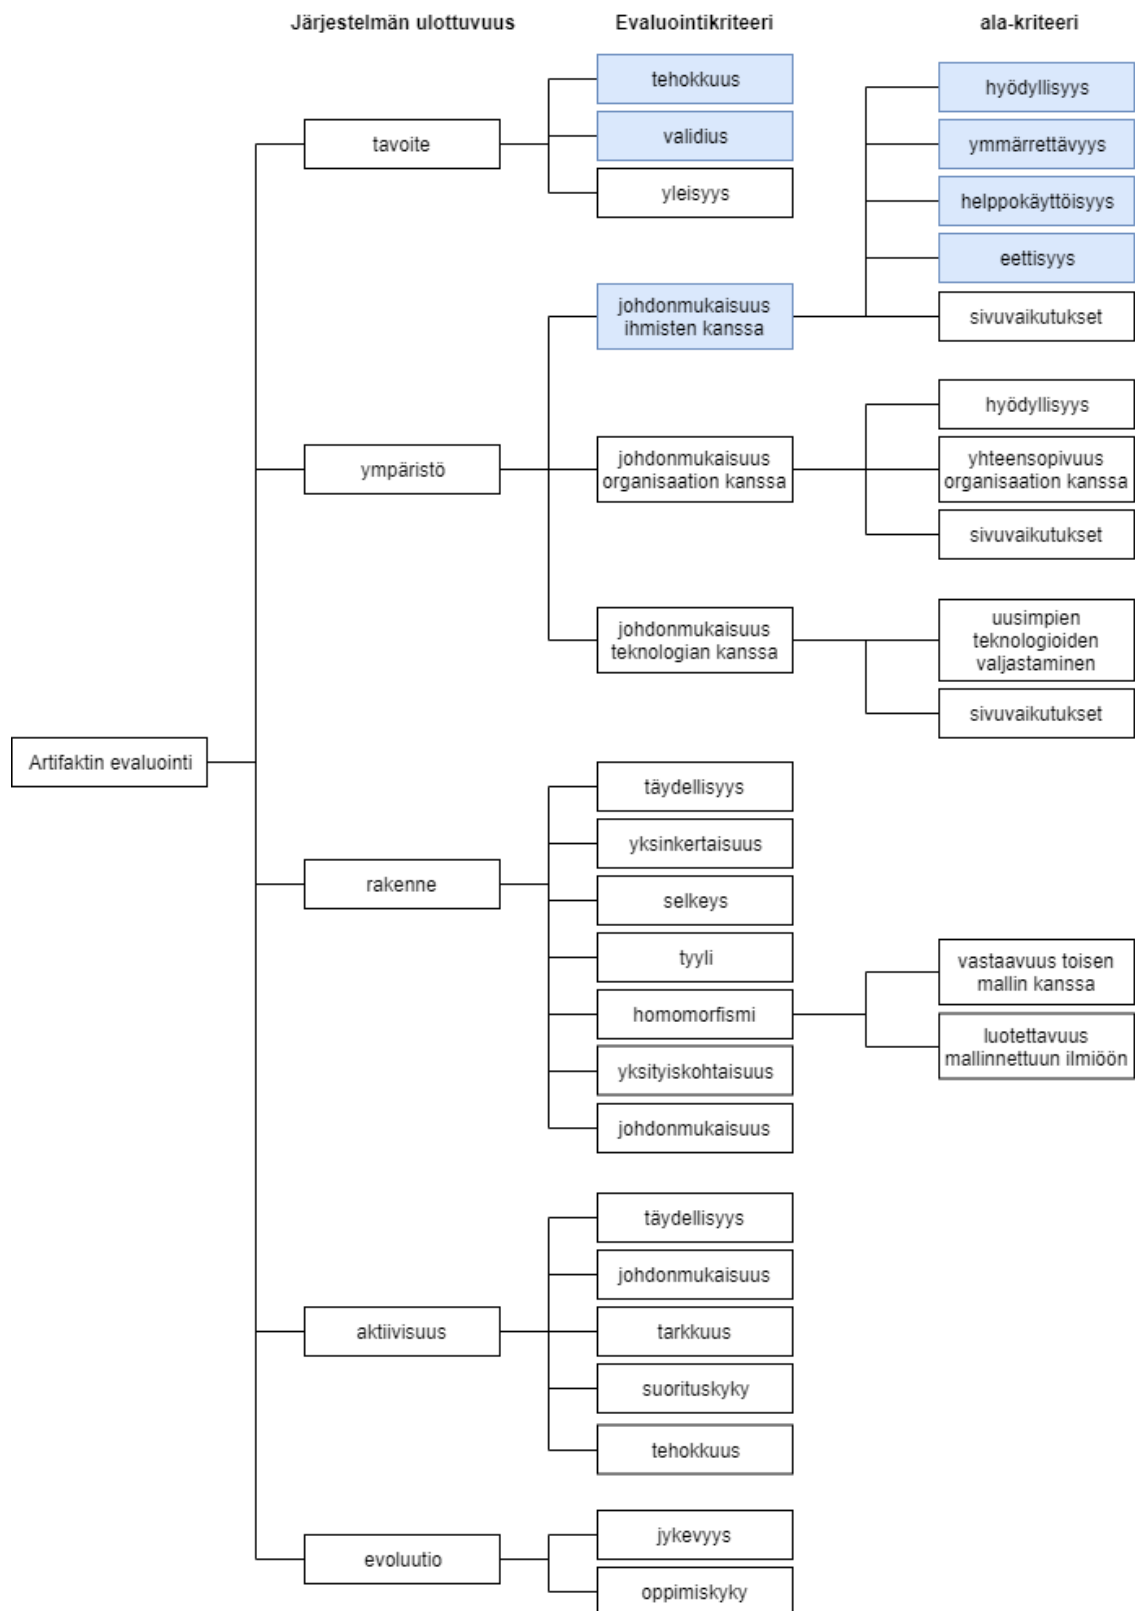 Järjestelmän ulottuvuus
Evaluointikriteeri
ala-kriteeri
Artifaktin evaluointi
tavoite
tehokkuus
validius
yleisyys
ympäristö
johdonmukaisuus
ihmisten kanssa
hyödyllisyys
ymmärrettävyys
helppokäyttöisyys
eettisyys
sivuvaikutukset
johdonmukaisuus
organisaation kanssa
hyödyllisyys
yhteensopivuus
organisaation kanssa
sivuvaikutukset
johdonmukaisuus
teknologian kanssa
uusimpien
teknologioiden
valjastaminen
sivuvaikutukset
rakenne
täydellisyys
yksinkertaisuus
selkeys
tyyli
homomorfismi
vastaavuus toisen
mallin kanssa
luotettavuus
mallinnettuun ilmiöön
yksityiskohtaisuus
johdonmukaisuus
aktiivisuus
täydellisyys
johdonmukaisuus
tarkkuus
suorituskyky
tehokkuus
evoluutio
jykevyys
oppimiskyky